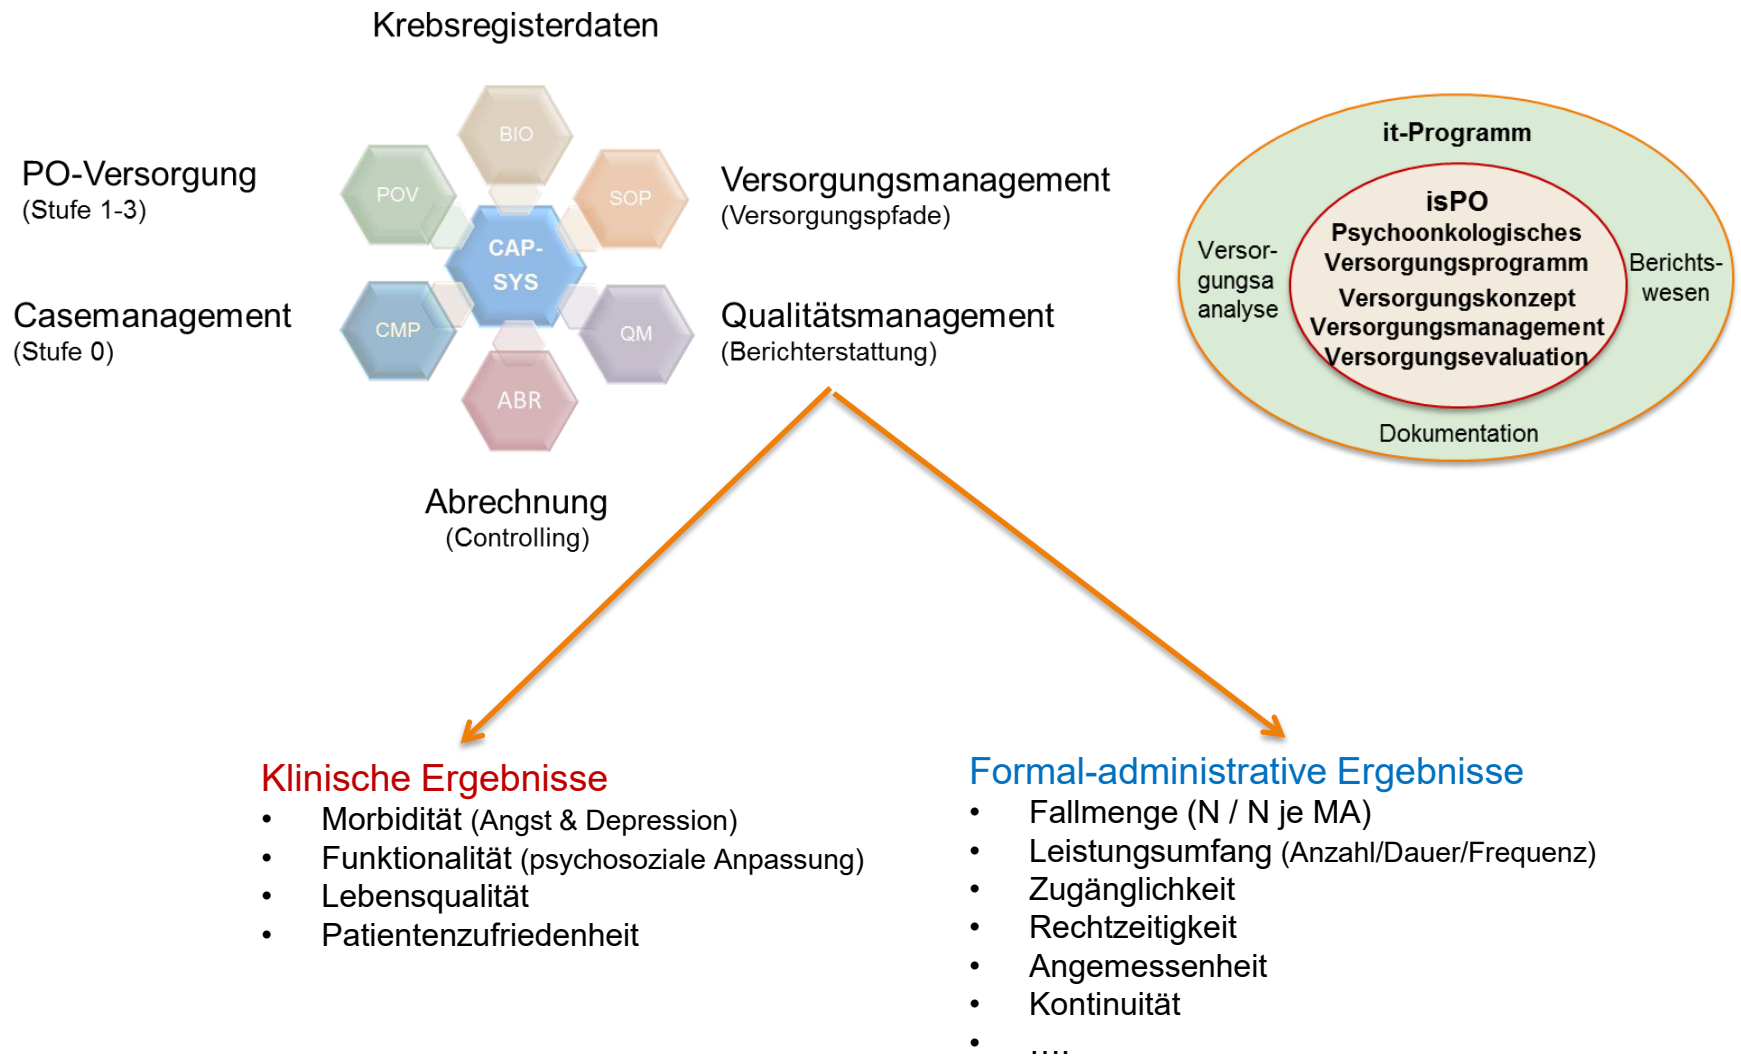 Krebsregisterdaten
BIO
PO-Versorgung
(Stufe 1-3)
POV
SOP
Versorgungsmanagement
(Versorgungspfade)
CAP-
SYS
Casemanagement
(Stufe 0)
CMP
QM
Qualitätsmanagement
(Berichterstattung)
ABR
Abrechnung
(Controlling)
it-Programm
isPO
Psychoonkologisches
Versorgungsprogramm
Versorgungskonzept
Versorgungsmanagement
Versorgungsevaluation
Versor-
gungsa
analyse
Berichts-
wesen
Dokumentation
Klinische Ergebnisse
• Morbidität (Angst & Depression)
• Funktionalität (psychosoziale Anpassung)
• Lebensqualität
• Patientenzufriedenheit
Formal-administrative Ergebnisse
• Fallmenge (N / N je MA)
• Leistungsumfang (Anzahl/Dauer/Frequenz)
• Zugänglichkeit
• Rechtzeitigkeit
• Angemessenheit
• Kontinuität
• ....